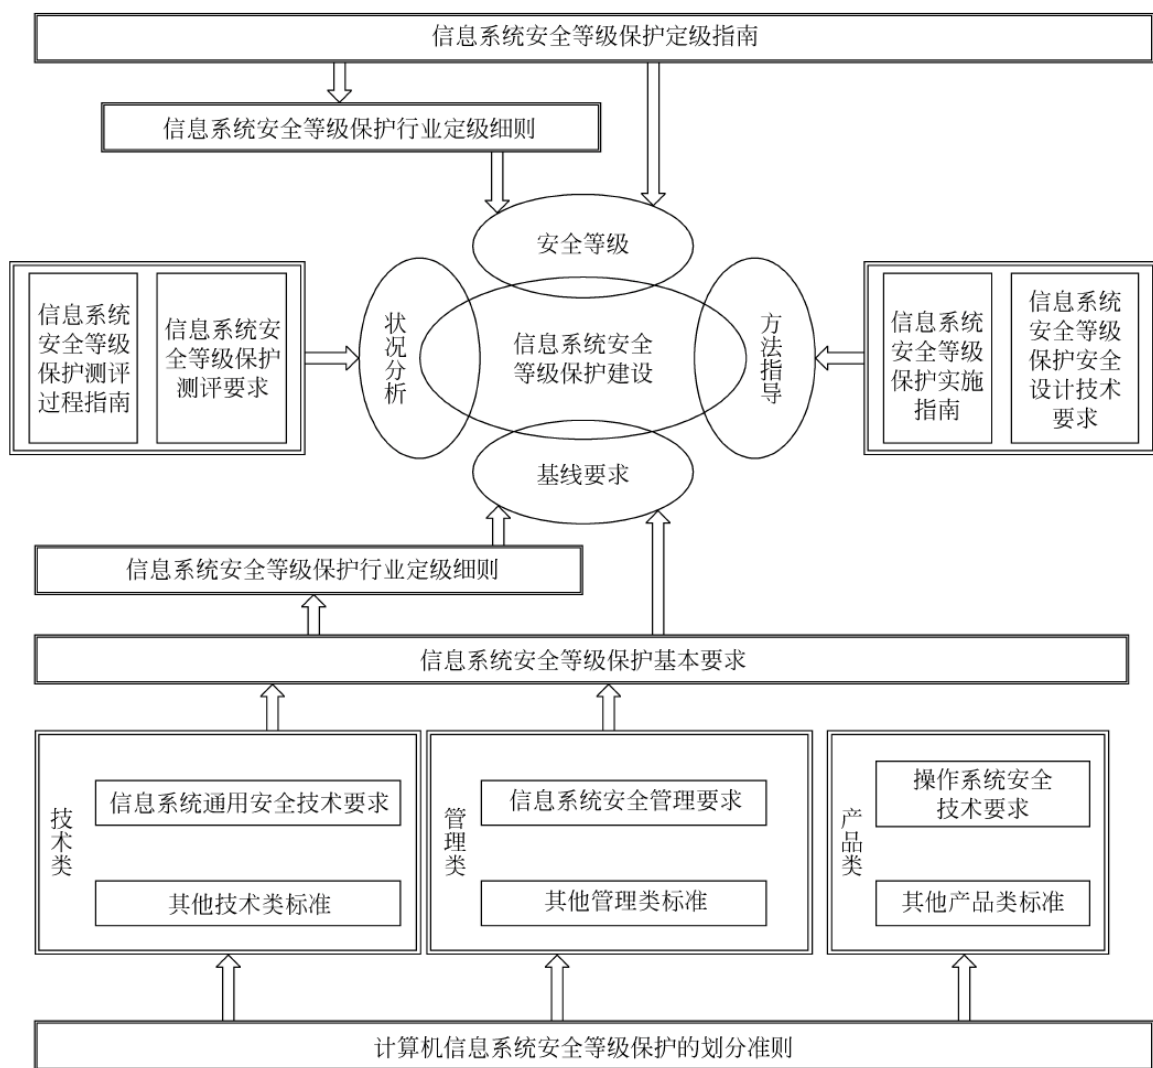 信息系统安全等级保护定级指南
信息系统安全等级保护行业定级细则
安全等级
信息系统
安全等级
保护测评
过程指南
信息系统安
全等级保护
测评要求
状况分析
信息系统安全
等级保护建设
方法指导
信息系统
安全等级
保护实施
指南
信息系统
安全等级
保护安全
设计技术
要求
基线要求
信息系统安全等级保护行业定级细则
信息系统安全等级保护基本要求
技术类
信息系统通用安全技术要求
其他技术类标准
管理类
信息系统安全管理要求
其他管理类标准
产品类
操作系统安全
技术要求
其他产品类标准
计算机信息系统安全等级保护的划分准则